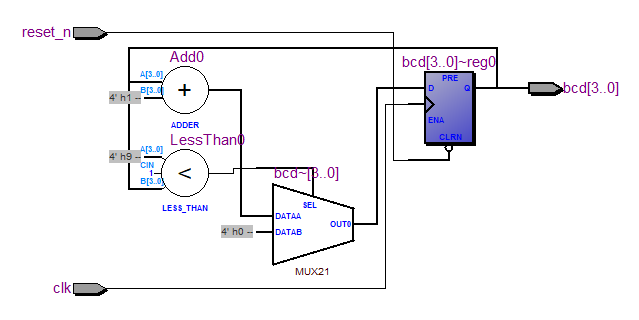 reset_n
Add0
bcd[3..0]~reg0
A[3..0]
B[3..0]
4' h1 --
+
ADDER
PRE
D
Q
ENA
CLRN
bcd[3..0]
LessThan0
A[3..0]
4' h9 --
CIN
1
B[3..0]
<
LESS_THAN
bcd~[3..0]
SEL
DATAA
DATAB
OUT0
4' h0 --
MUX21
clk